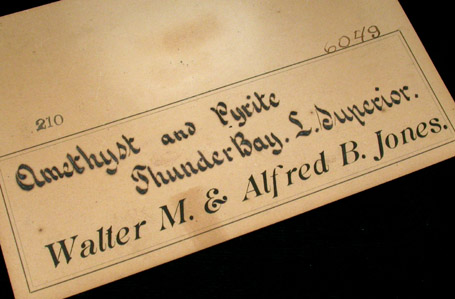 6049
210
Amethyst and Pyrite
Thunder Bay. L. Superior.
Walter M. & Alfred B. Jones.